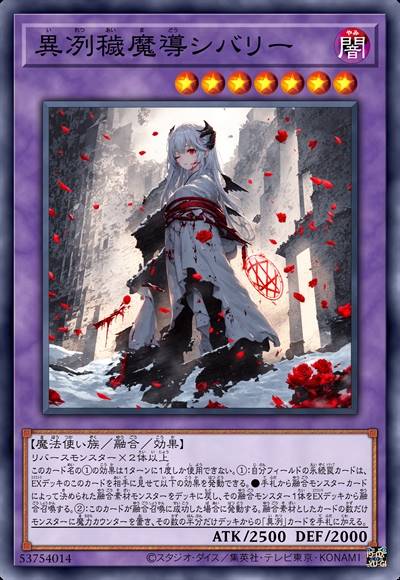 異冽穢魔導シバリー
闇
【魔法使い族／融合／効果】
リバースモンスター×２体以上
このカード名の①の効果は1ターンに1度しか使用できない。①：自分フィールドの永続罠カードは、
EXデッキのこのカードを相手に見せて以下の効果を発動できる。●手札からモンスターカード
によって決められた融合素材モンスターをデッキに戻し、その融合モンスター1体をEXデッキから融
合召喚する。②：このカードが融合召喚に成功した場合に発動する。融合素材としたカードの数だけ
モンスターに魔力カウンターを置き、その数の半分だけデッキからの「異冽」カードを手札に加える。
ATK/2500 DEF/2000
53754014
©スタジオ・ダイス／集英社・テレビ東京・KONAMI